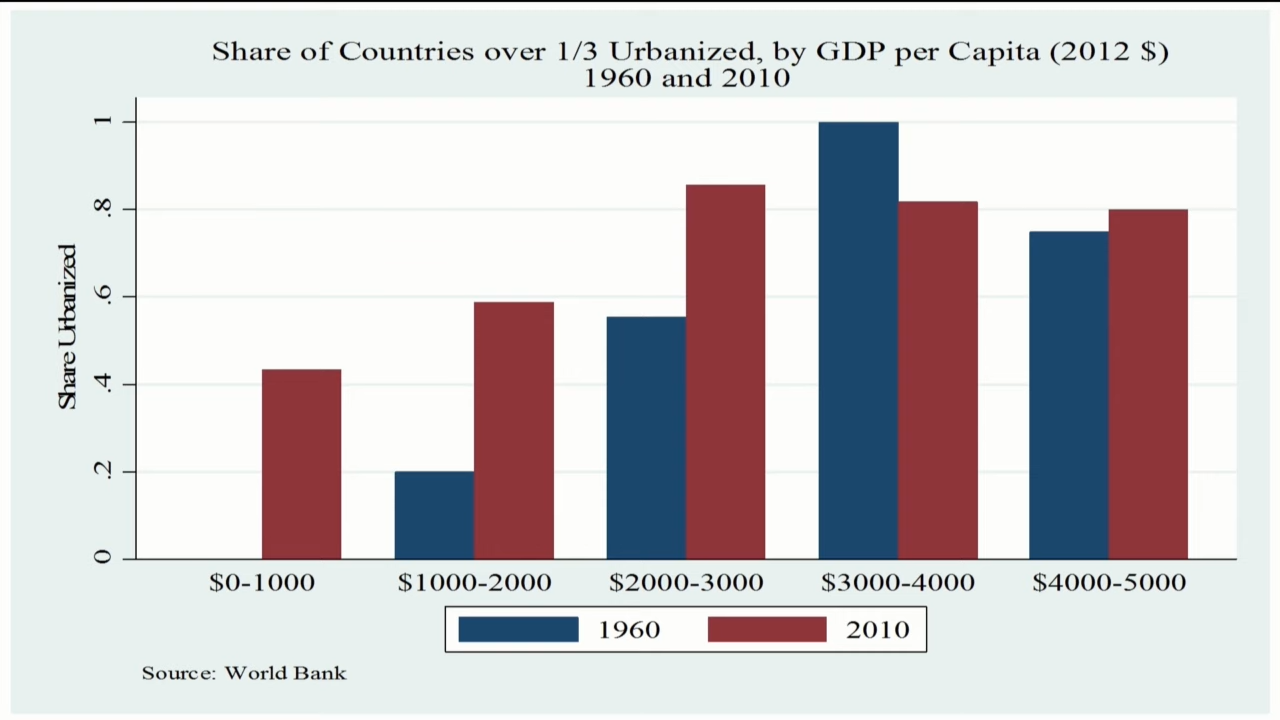 Share of Countries over 1/3 Urbanized, by GDP per Capita (2012 $)
1960 and 2010
Share Urbanized
1
.8
.6
.4
.2
0
$0-1000 $1000-2000 $2000-3000 $3000-4000 $4000-5000
1960 2010
Source: World Bank